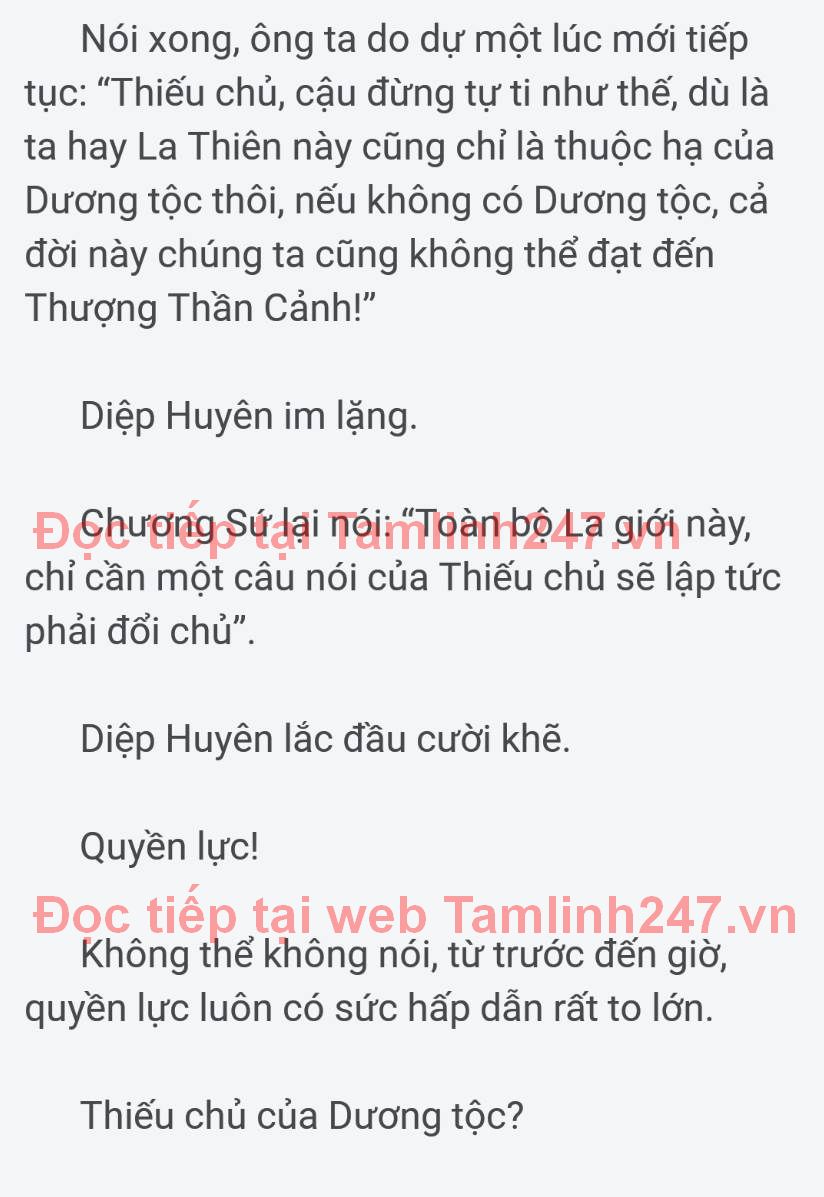 Nói xong, ông ta do dự một lúc mới tiếp
tục: “Thiếu chủ, cậu đừng tự ti như thế, dù là
ta hay La Thiên này cũng chỉ là thuộc hạ của
Dương tộc thôi, nếu không có Dương tộc, cả
đời này chúng ta cũng không thể đạt đến
Thượng Thần Cảnh!”
Diệp Huyên im lặng.
Chương Sứ lại nói: “Toàn bộ La giới này,
Đọc tiếp tại Tamlinh247.vn
chỉ cần một câu nói của Thiếu chủ sẽ lập tức
phải đổi chủ”.
Diệp Huyên lắc đầu cười khẽ.
Quyền lực!
Đọc tiếp tại web Tamlinh247.vn
Không thể không nói, từ trước đến giờ,
quyền lực luôn có sức hấp dẫn rất to lớn.
Thiếu chủ của Dương tộc?